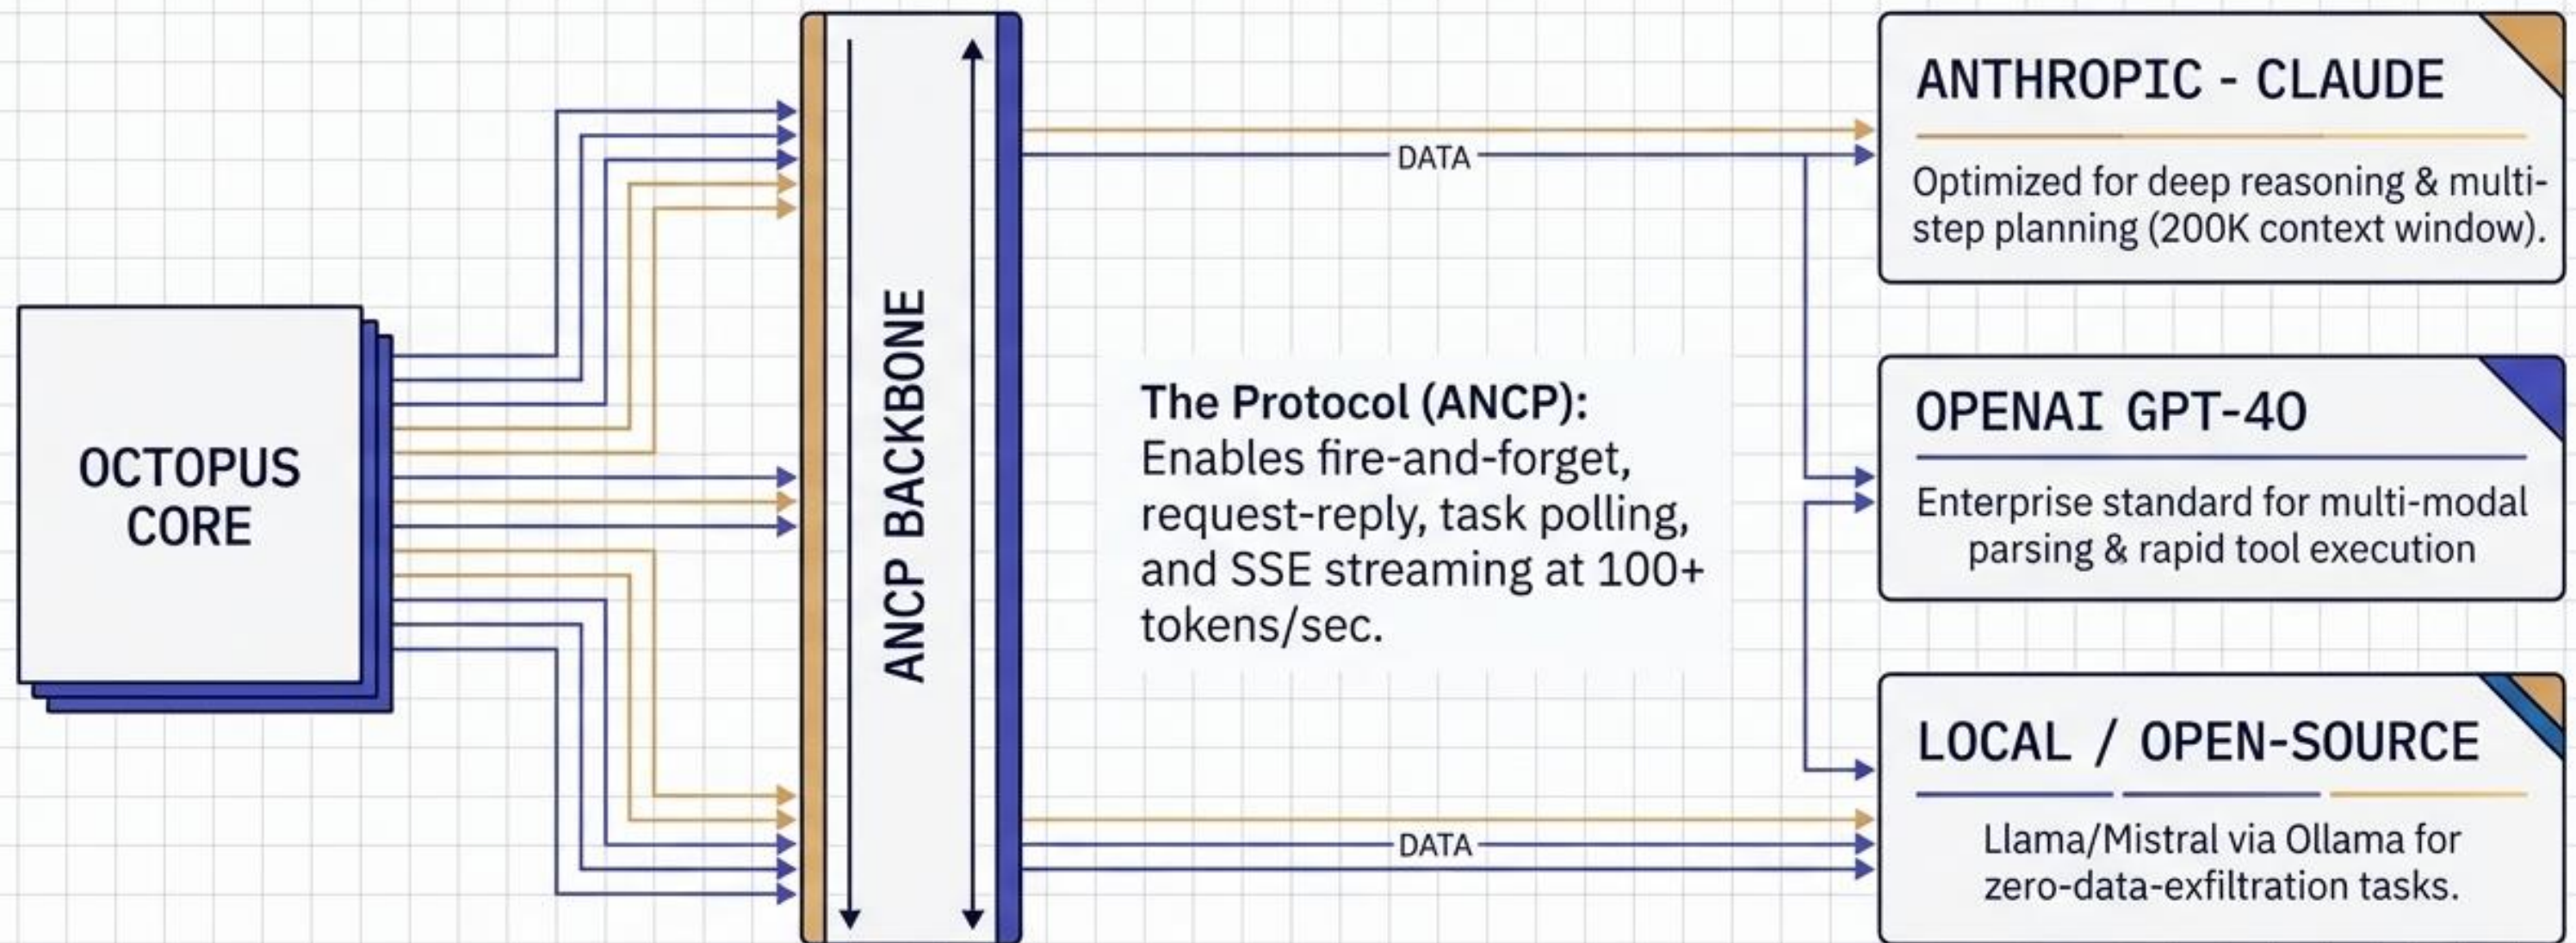 OCTOPUS
CORE
ANCP BACKBONE
DATA
The Protocol (ANCP):
Enables fire-and-forget,
request-reply, task polling,
and SSE streaming at 100+
tokens/sec.
DATA
ANTHROPIC - CLAUDE
Optimized for deep reasoning & multi-
step planning (200K context window).
OPENAI GPT-4O
Enterprise standard for multi-modal
parsing & rapid tool execution
LOCAL / OPEN-SOURCE
Llama/Mistral via Ollama for
zero-data-exfiltration tasks.